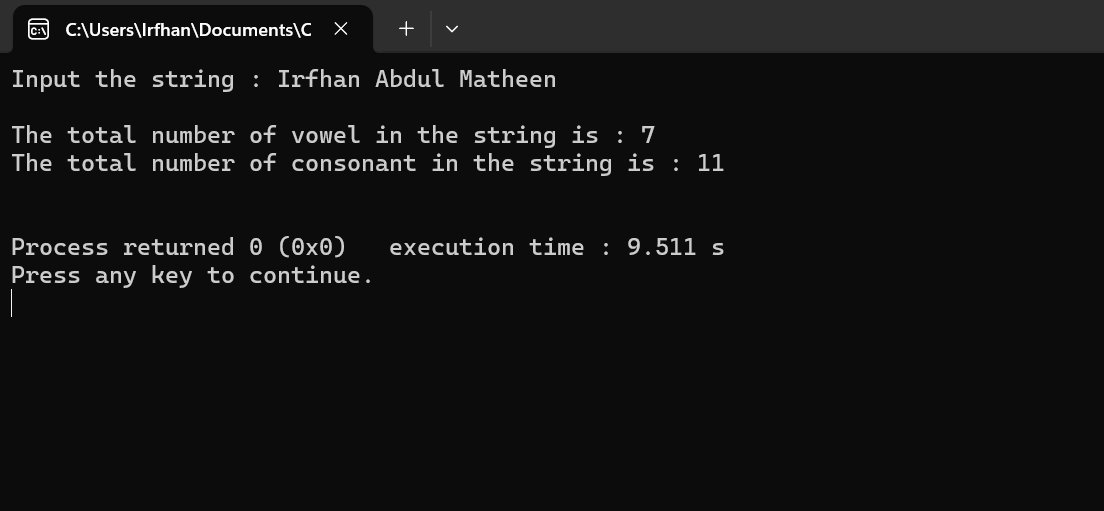 C:\Users\Irfhan\Documents\C
Input the string : Irfhan Abdul Matheen
The total number of vowel in the string is : 7
The total number of consonant in the string is : 11
Process returned 0 (0x0)   execution time : 9.511 s
Press any key to continue.